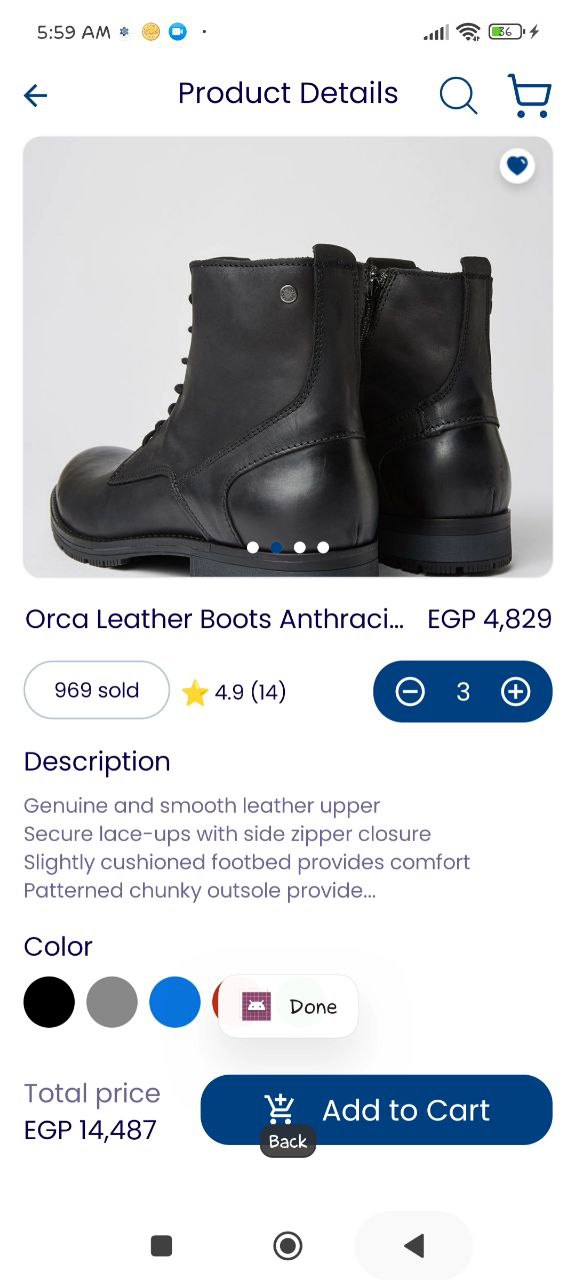 5:59 AM
36
Product Details
Orca Leather Boots Anthraci... EGP 4,829
969 sold
4.9 (14)
3
Description
Genuine and smooth leather upper
Secure lace-ups with side zipper closure
Slightly cushioned footbed provides comfort
Patterned chunky outsole provide...
Color
Done
Total price
EGP 14,487
Add to Cart
Back